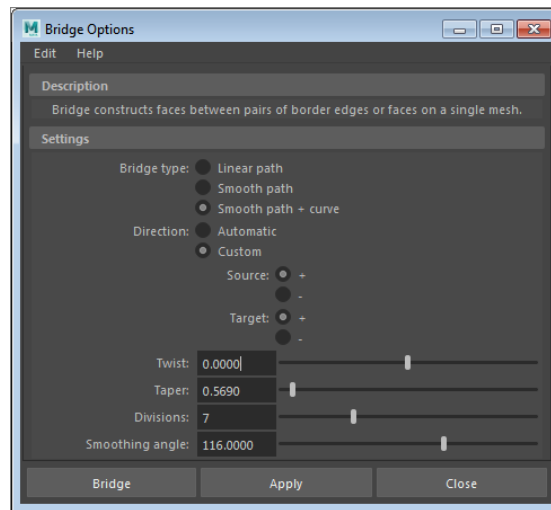 M Bridge Options
Edit Help
Description
Bridge constructs faces between pairs of border edges or faces on a single mesh.
Settings
Bridge type: Linear path
Smooth path
Smooth path + curve
Direction: Automatic
Custom
Source: +
-
Target: +
-
Twist: 0.0000
Taper: 0.5690
Divisions: 7
Smoothing angle: 116.0000
Bridge Apply Close